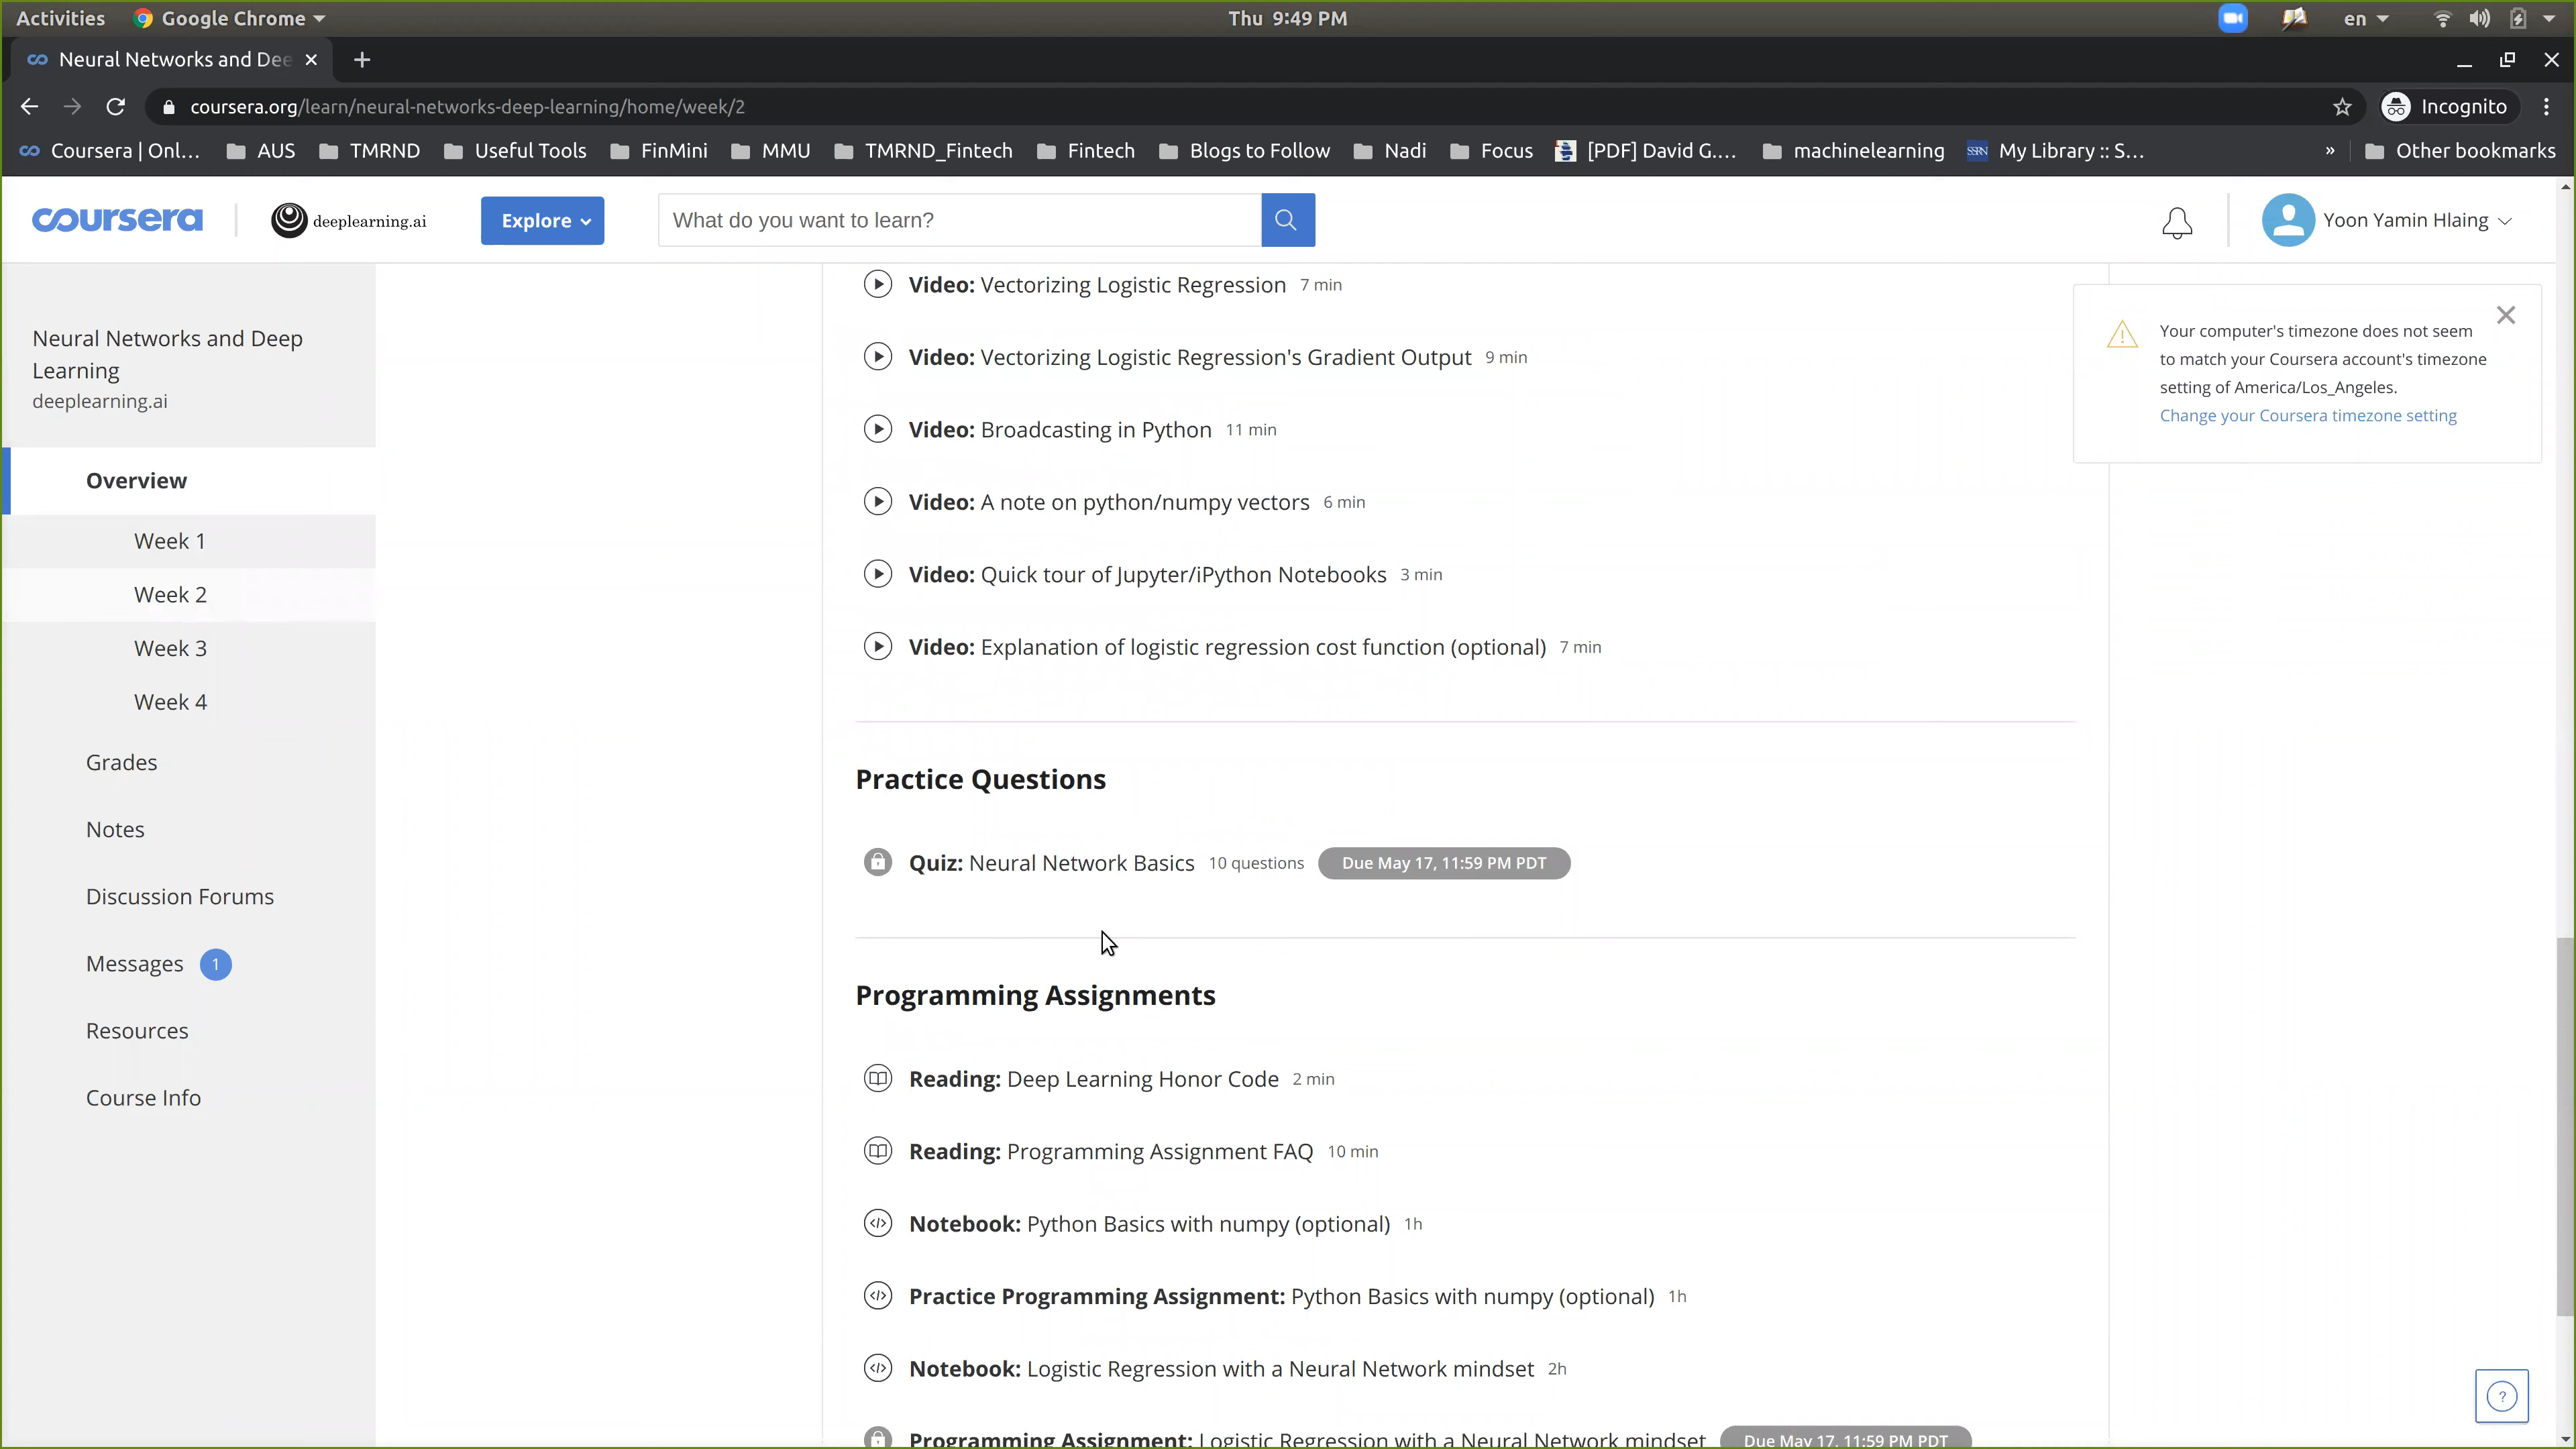 Activities
Google Chrome
Thu 9:49 PM
en
Neural Networks and Dee
coursera.org/learn/neural-networks-deep-learning/home/week/2
Incognito
Coursera | Onl...
AUS
TMRND
Useful Tools
FinMini
MMU
TMRND_Fintech
Fintech
Blogs to Follow
Nadi
Focus
[PDF] David G....
machinelearning
SSRN
My Library :: S...
»
Other bookmarks
coursera
deeplearning.ai
Explore
What do you want to learn?
Yoon Yamin Hlaing
Neural Networks and Deep
Learning
deeplearning.ai
Overview
Week 1
Week 2
Week 3
Week 4
Grades
Notes
Discussion Forums
Messages 1
Resources
Course Info
Video: Vectorizing Logistic Regression 7 min
Video: Vectorizing Logistic Regression's Gradient Output 9 min
Video: Broadcasting in Python 11 min
Video: A note on python/numpy vectors 6 min
Video: Quick tour of Jupyter/iPython Notebooks 3 min
Video: Explanation of logistic regression cost function (optional) 7 min
Practice Questions
Quiz: Neural Network Basics 10 questions Due May 17, 11:59 PM PDT
Programming Assignments
Reading: Deep Learning Honor Code 2 min
Reading: Programming Assignment FAQ 10 min
Notebook: Python Basics with numpy (optional) 1h
Practice Programming Assignment: Python Basics with numpy (optional) 1h
Notebook: Logistic Regression with a Neural Network mindset 2h
Programming Assignment: Logistic Regression with a Neural Network mindset Due May 17, 11:59 PM PDT
Your computer's timezone does not seem
to match your Coursera account's timezone
setting of America/Los_Angeles.
Change your Coursera timezone setting
?